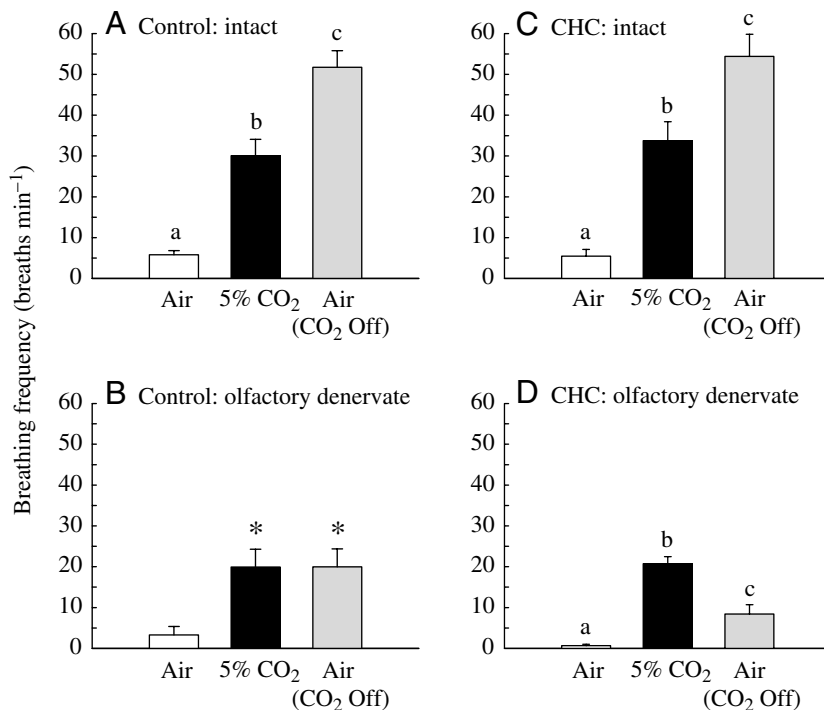 Breathing frequency (breaths min⁻¹)
A Control: intact
60
50
40
30
20
10
0
a
b
c
Air
5% CO₂
Air
(CO₂ Off)
C CHC: intact
60
50
40
30
20
10
0
a
b
c
Air
5% CO₂
Air
(CO₂ Off)
B Control: olfactory denervate
60
50
40
30
20
10
0
*
*
Air
5% CO₂
Air
(CO₂ Off)
D CHC: olfactory denervate
60
50
40
30
20
10
0
a
b
c
Air
5% CO₂
Air
(CO₂ Off)